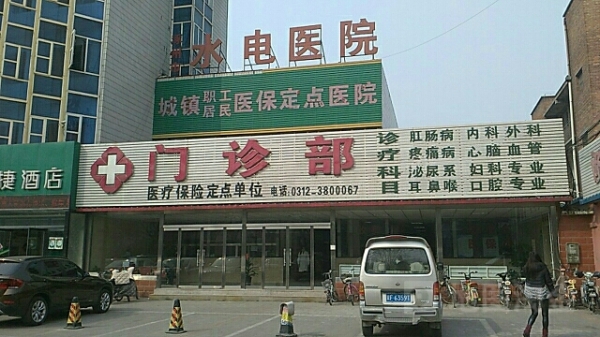 水电医院
城镇职工居民医保定点医院
门诊部
医疗保险定点单位 电话:0312-3800067
诊疗科目
肛肠病 内科外科
疼痛病 心脑血管
泌尿系 妇科专业
耳鼻喉 口腔专业
捷酒店